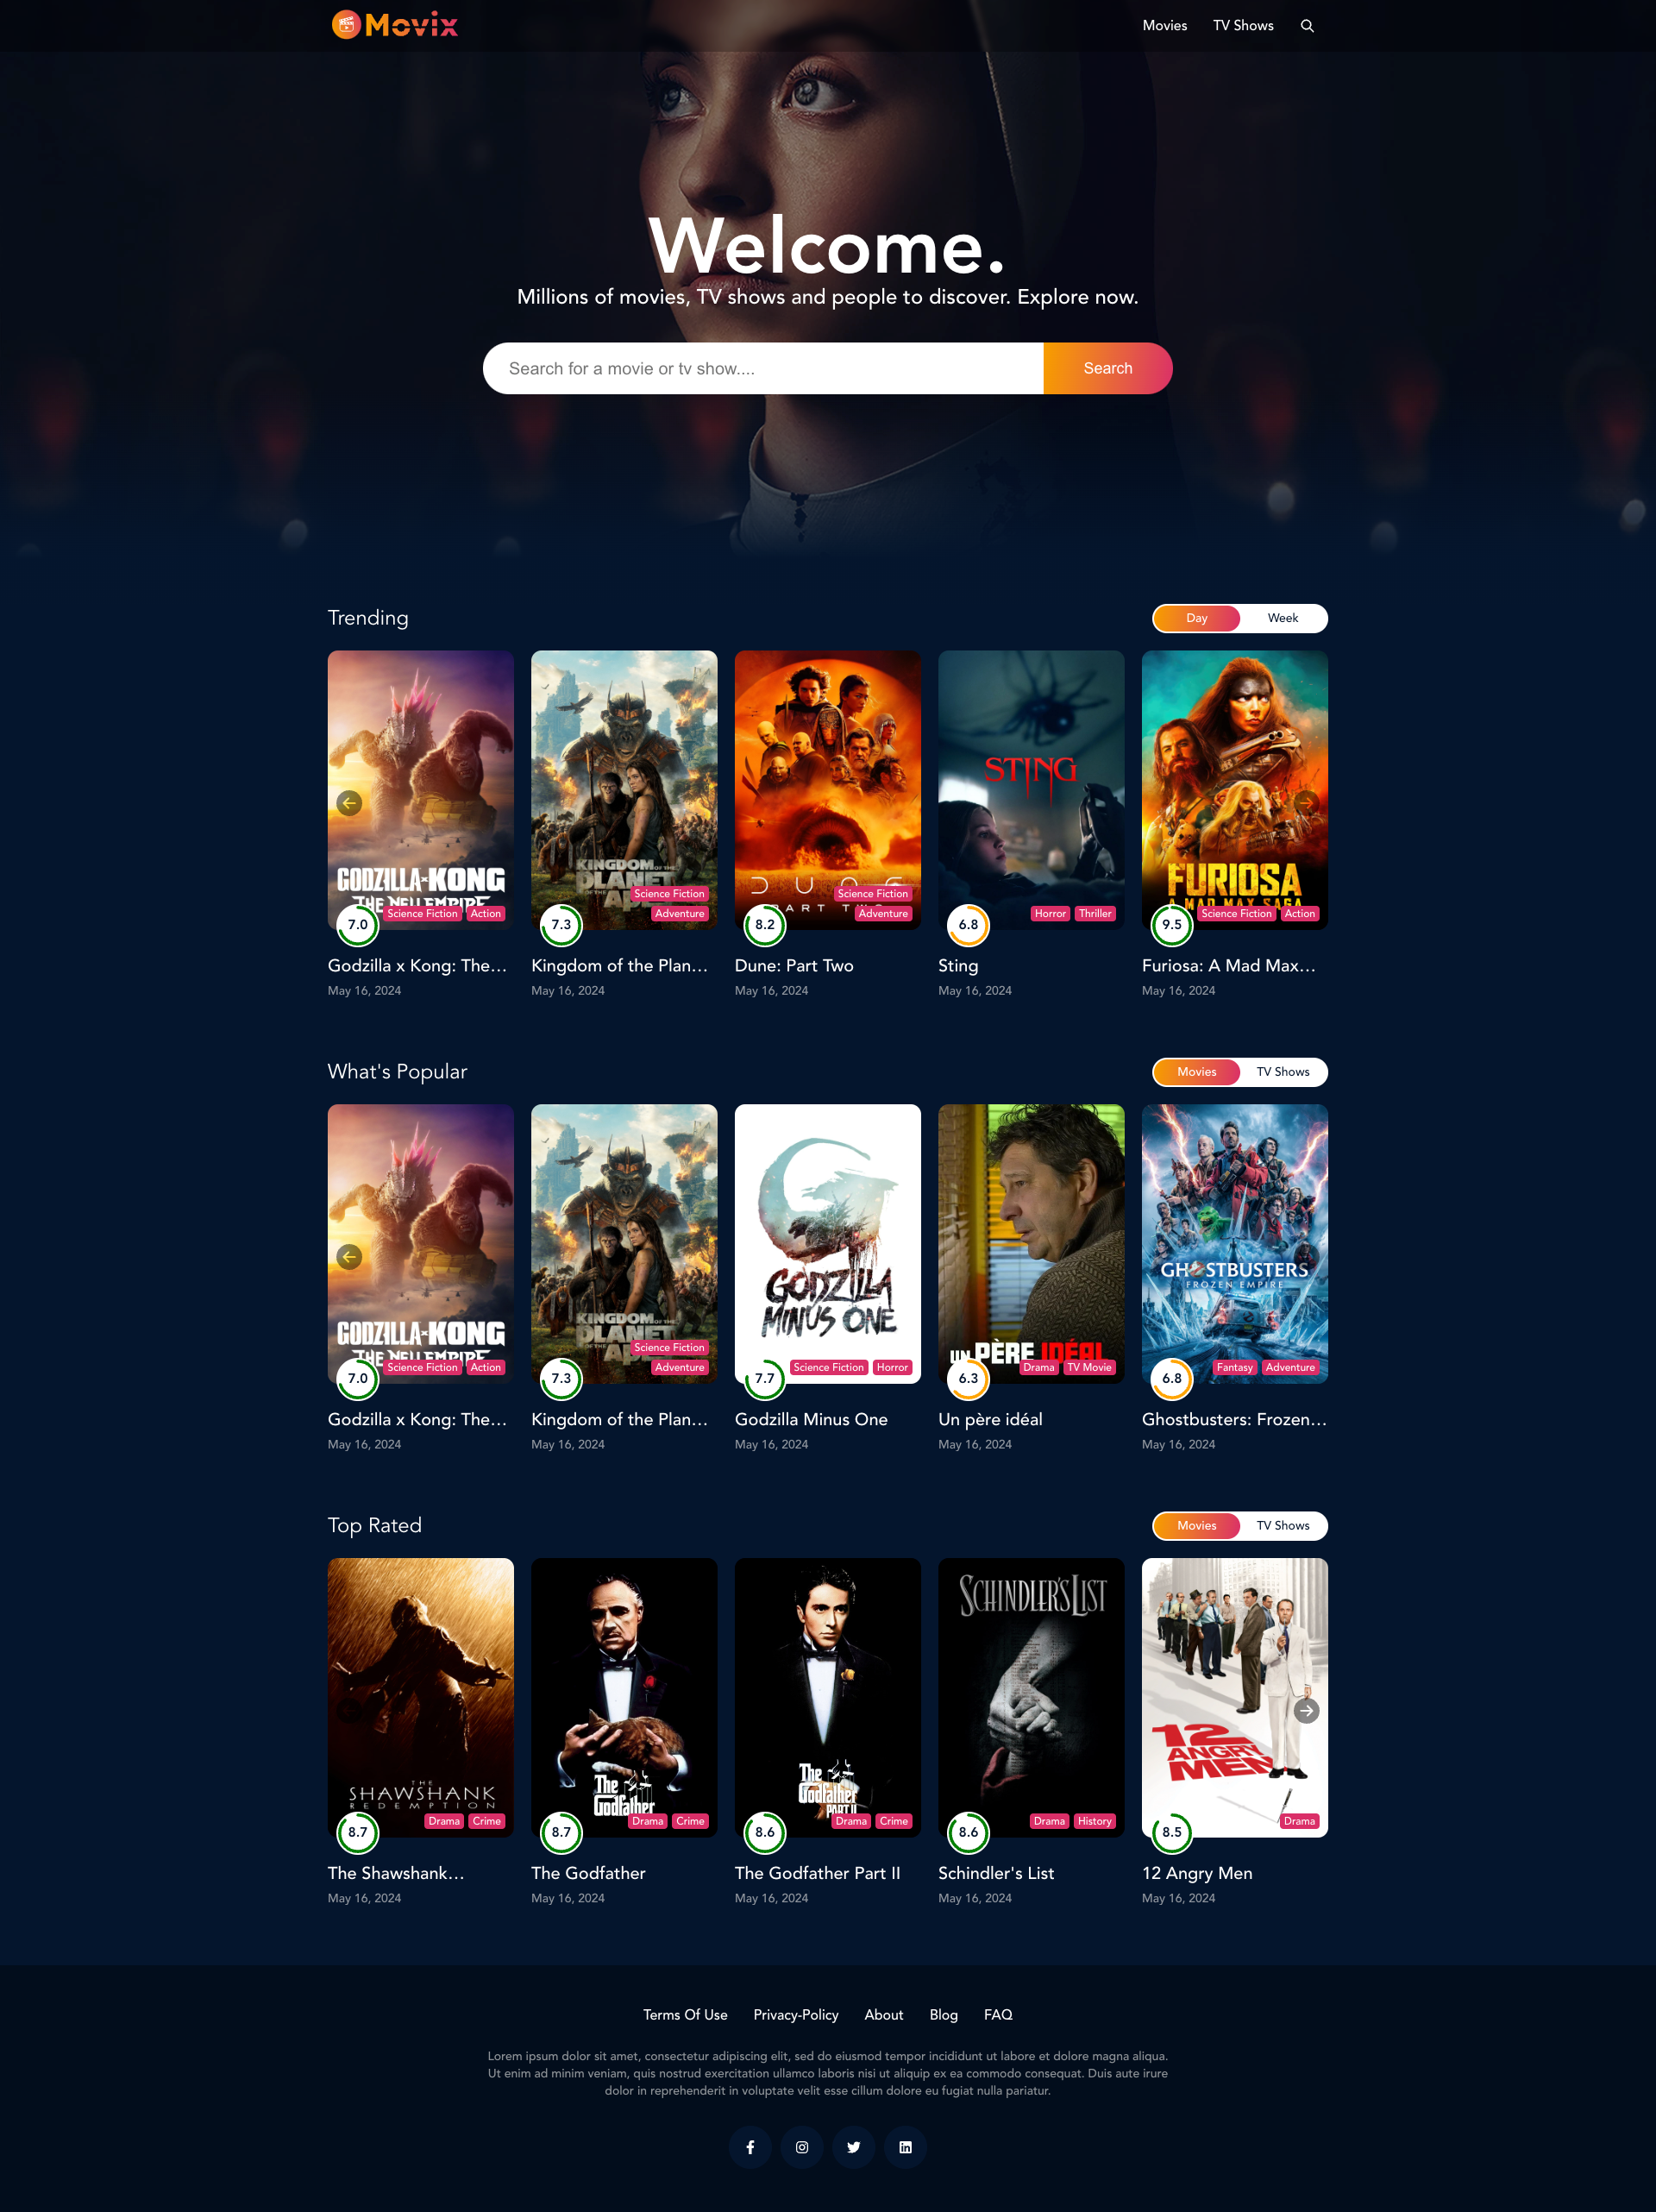 Movix
Movies TV Shows
Welcome.
Millions of movies, TV shows and people to discover. Explore now.
Search for a movie or tv show.... Search
Trending Day Week
STING
GODZILLA x KONG
THE NEW EMPIRE
KINGDOM OF THE
PLANET
OF THE APES
DUNE
PART TWO
FURIOSA
A MAD MAX SAGA
7.0 Science Fiction Action
7.3 Science Fiction Adventure
8.2 Science Fiction Adventure
6.8 Horror Thriller
9.5 Science Fiction Action
Godzilla x Kong: The… Kingdom of the Plan… Dune: Part Two Sting Furiosa: A Mad Max…
May 16, 2024 May 16, 2024 May 16, 2024 May 16, 2024 May 16, 2024
What's Popular Movies TV Shows
GODZILLA x KONG
THE NEW EMPIRE
KINGDOM OF THE
PLANET
OF THE APES
GODZILLA
MINUS ONE
UN PÈRE IDÉAL
GHOSTBUSTERS
FROZEN EMPIRE
7.0 Science Fiction Action
7.3 Science Fiction Adventure
7.7 Science Fiction Horror
6.3 Drama TV Movie
6.8 Fantasy Adventure
Godzilla x Kong: The… Kingdom of the Plan… Godzilla Minus One Un père idéal Ghostbusters: Frozen…
May 16, 2024 May 16, 2024 May 16, 2024 May 16, 2024 May 16, 2024
Top Rated Movies TV Shows
THE
SHAWSHANK
REDEMPTION
The
Godfather
The
Godfather
PART II
SCHINDLER'S LIST
12
ANGRY
MEN
8.7 Drama Crime
8.7 Drama Crime
8.6 Drama Crime
8.6 Drama History
8.5 Drama
The Shawshank… The Godfather The Godfather Part II Schindler's List 12 Angry Men
May 16, 2024 May 16, 2024 May 16, 2024 May 16, 2024 May 16, 2024
Terms Of Use Privacy-Policy About Blog FAQ
Lorem ipsum dolor sit amet, consectetur adipiscing elit, sed do eiusmod tempor incididunt ut labore et dolore magna aliqua.
Ut enim ad minim veniam, quis nostrud exercitation ullamco laboris nisi ut aliquip ex ea commodo consequat. Duis aute irure
dolor in reprehenderit in voluptate velit esse cillum dolore eu fugiat nulla pariatur.